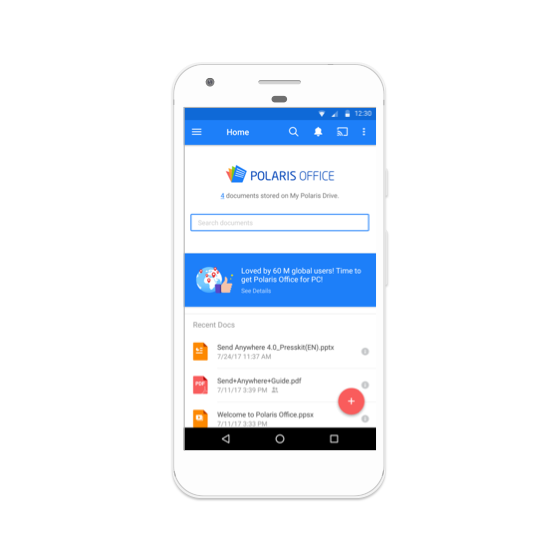 12:30
Home
POLARIS OFFICE
4 documents stored on My Polaris Drive.
Search documents
Loved by 60 M global users! Time to
get Polaris Office for PC!
See Details
Recent Docs
Send Anywhere 4.0_Presskit(EN).pptx
7/24/17 11:37 AM
PDF
Send+Anywhere+Guide.pdf
7/11/17 3:39 PM
Welcome to Polaris Office.ppsx
7/11/17 3:33 PM